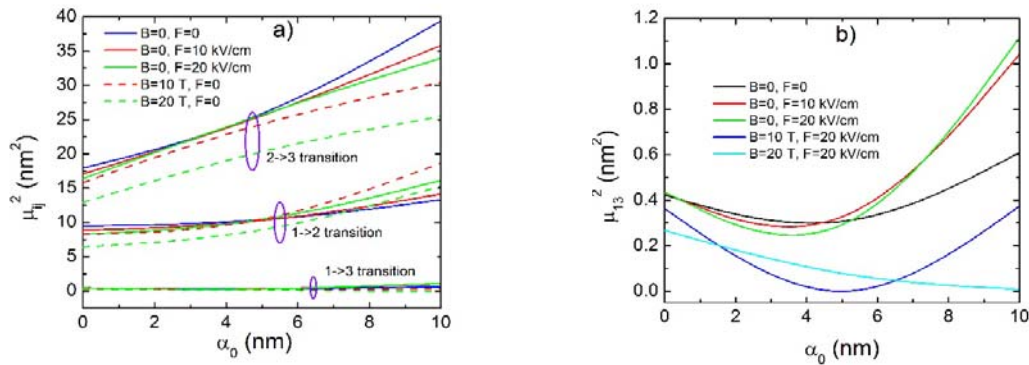 a)
B=0, F=0
B=0, F=10 kV/cm
B=0, F=20 kV/cm
B=10 T, F=0
B=20 T, F=0
2->3 transition
1->2 transition
1->3 transition
40
35
30
25
20
15
10
5
0
μij² (nm²)
0 2 4 6 8 10
α₀ (nm)
b)
B=0, F=0
B=0, F=10 kV/cm
B=0, F=20 kV/cm
B=10 T, F=20 kV/cm
B=20 T, F=20 kV/cm
1.2
1.0
0.8
0.6
0.4
0.2
0.0
μ₁₃² (nm²)
0 2 4 6 8 10
α₀ (nm)